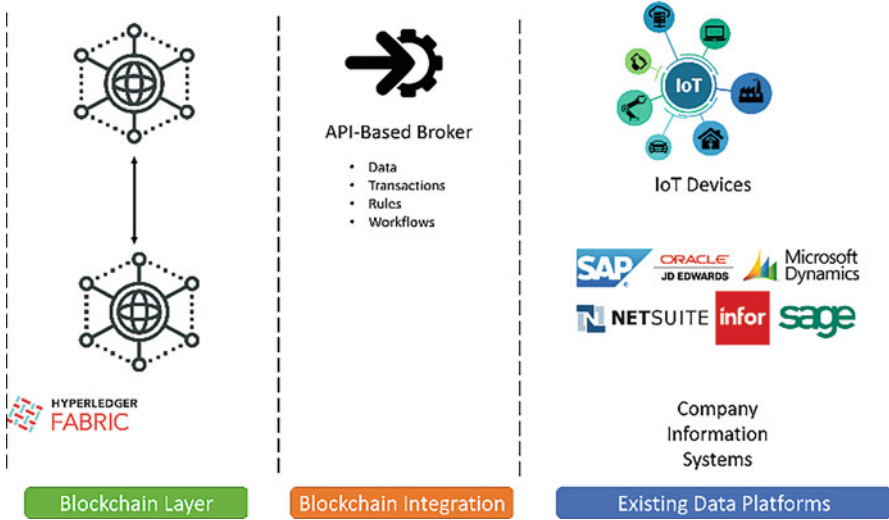 HYPERLEDGER
FABRIC
Blockchain Layer
API-Based Broker
• Data
• Transactions
• Rules
• Workflows
Blockchain Integration
IoT
IoT Devices
SAP
ORACLE
JD EDWARDS
Microsoft
Dynamics
N NETSUITE
infor
sage
Company
Information
Systems
Existing Data Platforms